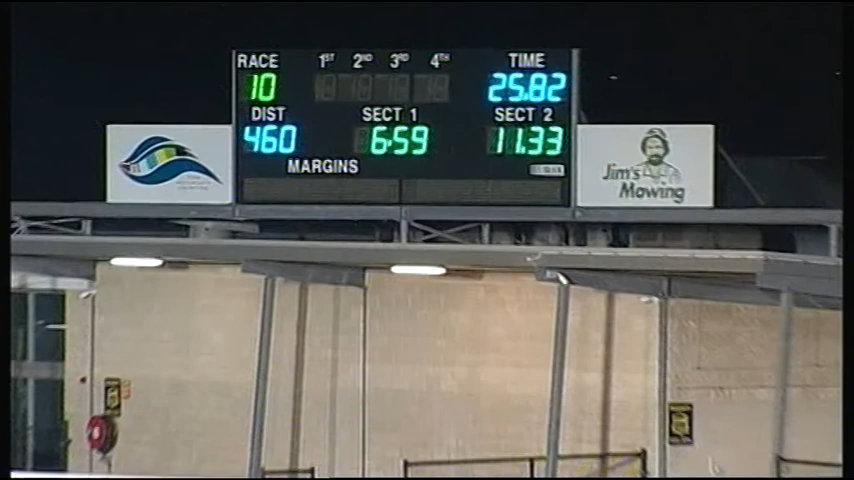 RACE 1ST 2ND 3RD 4TH TIME
10 25.82
DIST SECT 1 SECT 2
460 6.59 11.33
MARGINS
Jim's
Mowing